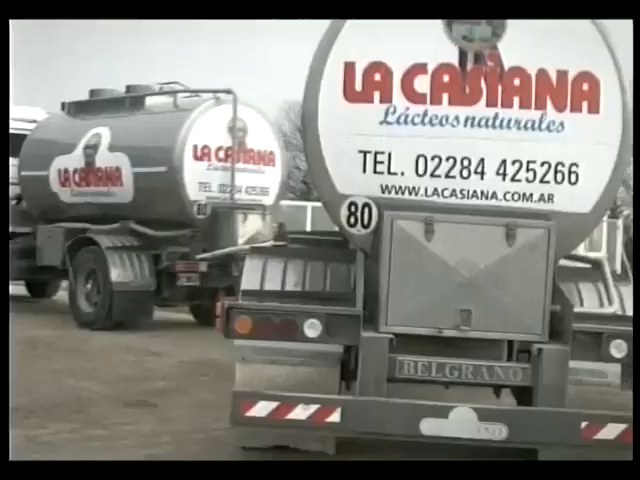 LA CASIANA
Lácteos naturales
TEL. 02284 425266
WWW.LACASIANA.COM.AR
80
BELGRANO
LA CASIANA
LA CASIANA
80